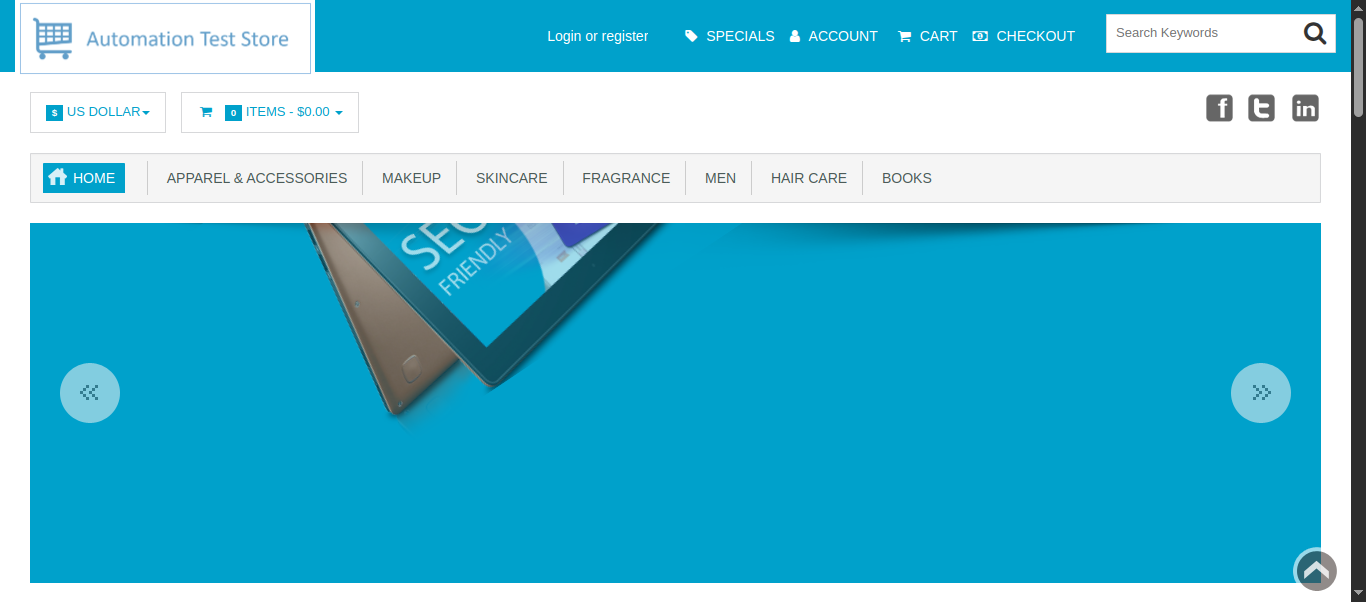 Automation Test Store
Login or register
SPECIALS
ACCOUNT
CART
CHECKOUT
Search Keywords
$ US DOLLAR
0 ITEMS - $0.00
HOME
APPAREL & ACCESSORIES
MAKEUP
SKINCARE
FRAGRANCE
MEN
HAIR CARE
BOOKS
SEO
FRIENDLY